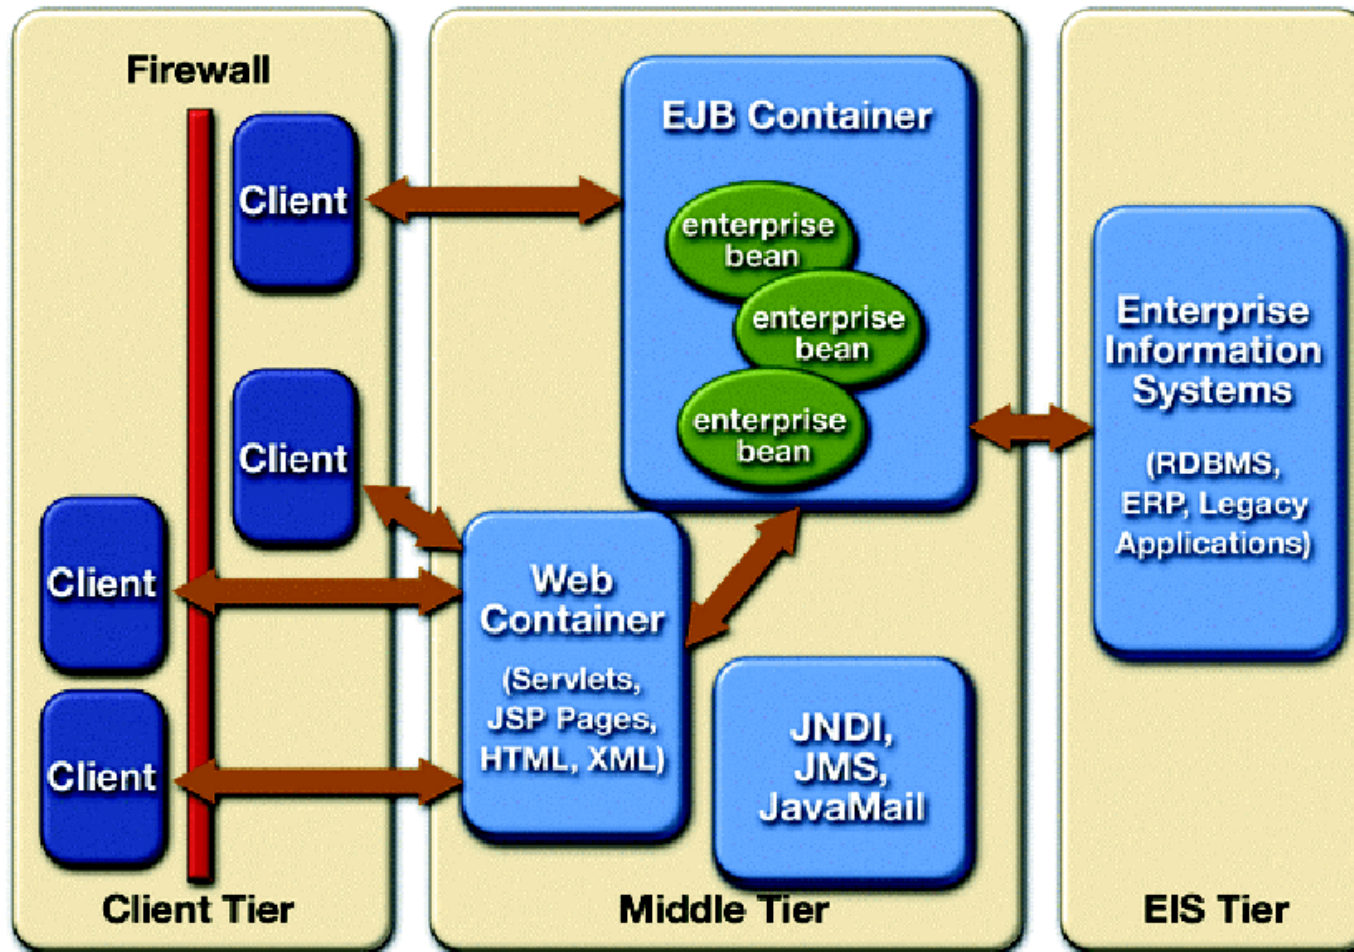 Firewall
Client
Client
Client
Client
Client Tier
EJB Container
enterprise
bean
enterprise
bean
enterprise
bean
Web
Container
(Servlets,
JSP Pages,
HTML, XML)
JNDI,
JMS,
JavaMail
Middle Tier
Enterprise
Information
Systems
(RDBMS,
ERP, Legacy
Applications)
EIS Tier